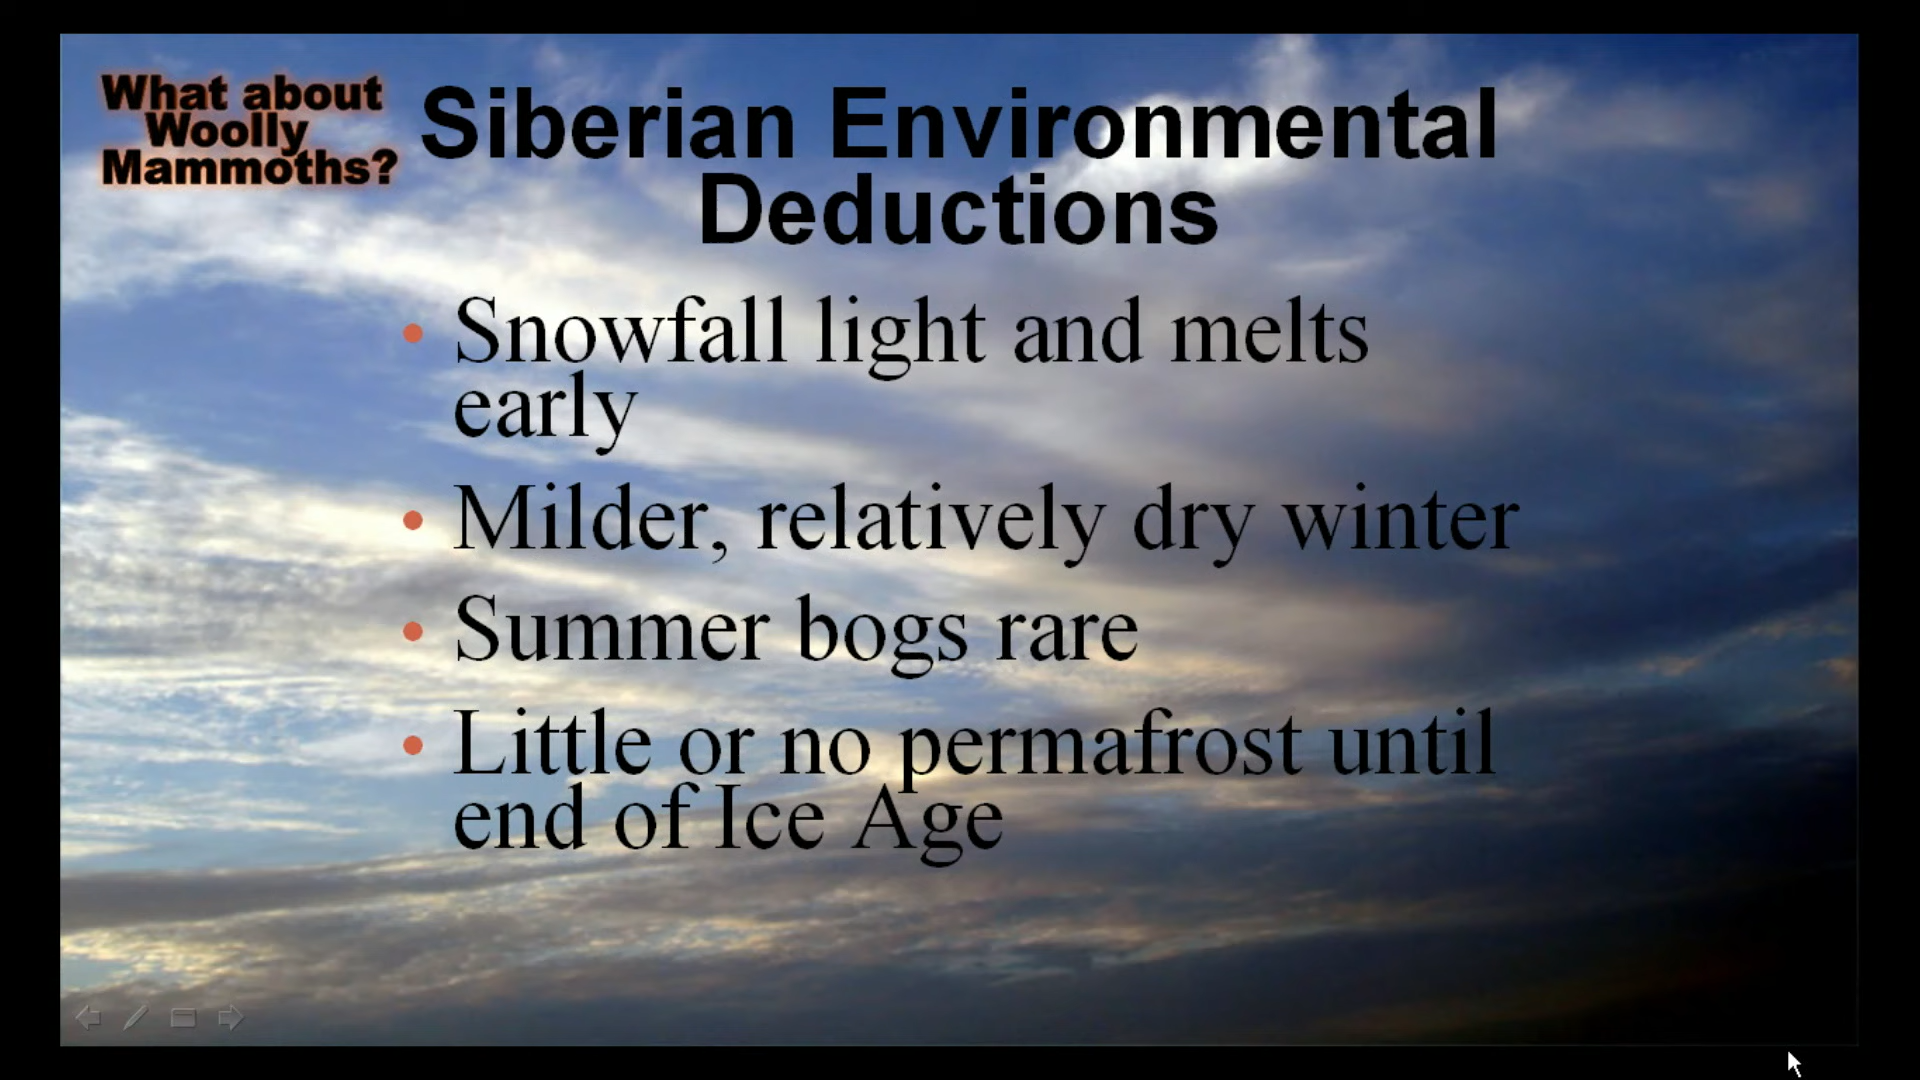 What about
Woolly
Mammoths?
Siberian Environmental
Deductions
• Snowfall light and melts
early
• Milder, relatively dry winter
• Summer bogs rare
• Little or no permafrost until
end of Ice Age